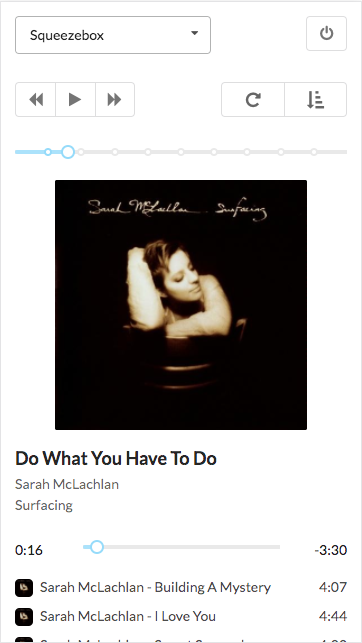 Squeezebox
Sarah McLachlan Surfacing
Do What You Have To Do
Sarah McLachlan
Surfacing
0:16 -3:30
Sarah McLachlan - Building A Mystery 4:07
Sarah McLachlan - I Love You 4:44